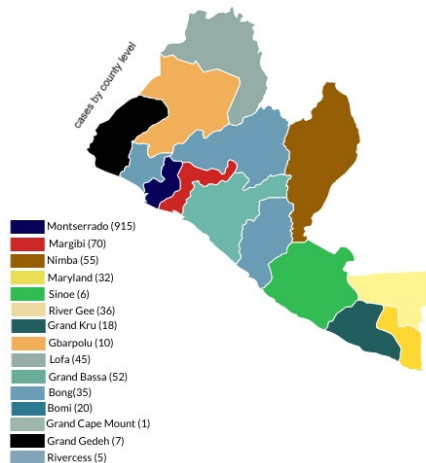 cases by county level
Montserrado (915)
Margibi (70)
Nimba (55)
Maryland (32)
Sinoe (6)
River Gee (36)
Grand Kru (18)
Gbarpolu (10)
Lofa (45)
Grand Bassa (52)
Bong(35)
Bomi (20)
Grand Cape Mount (1)
Grand Gedeh (7)
Rivercess (5)